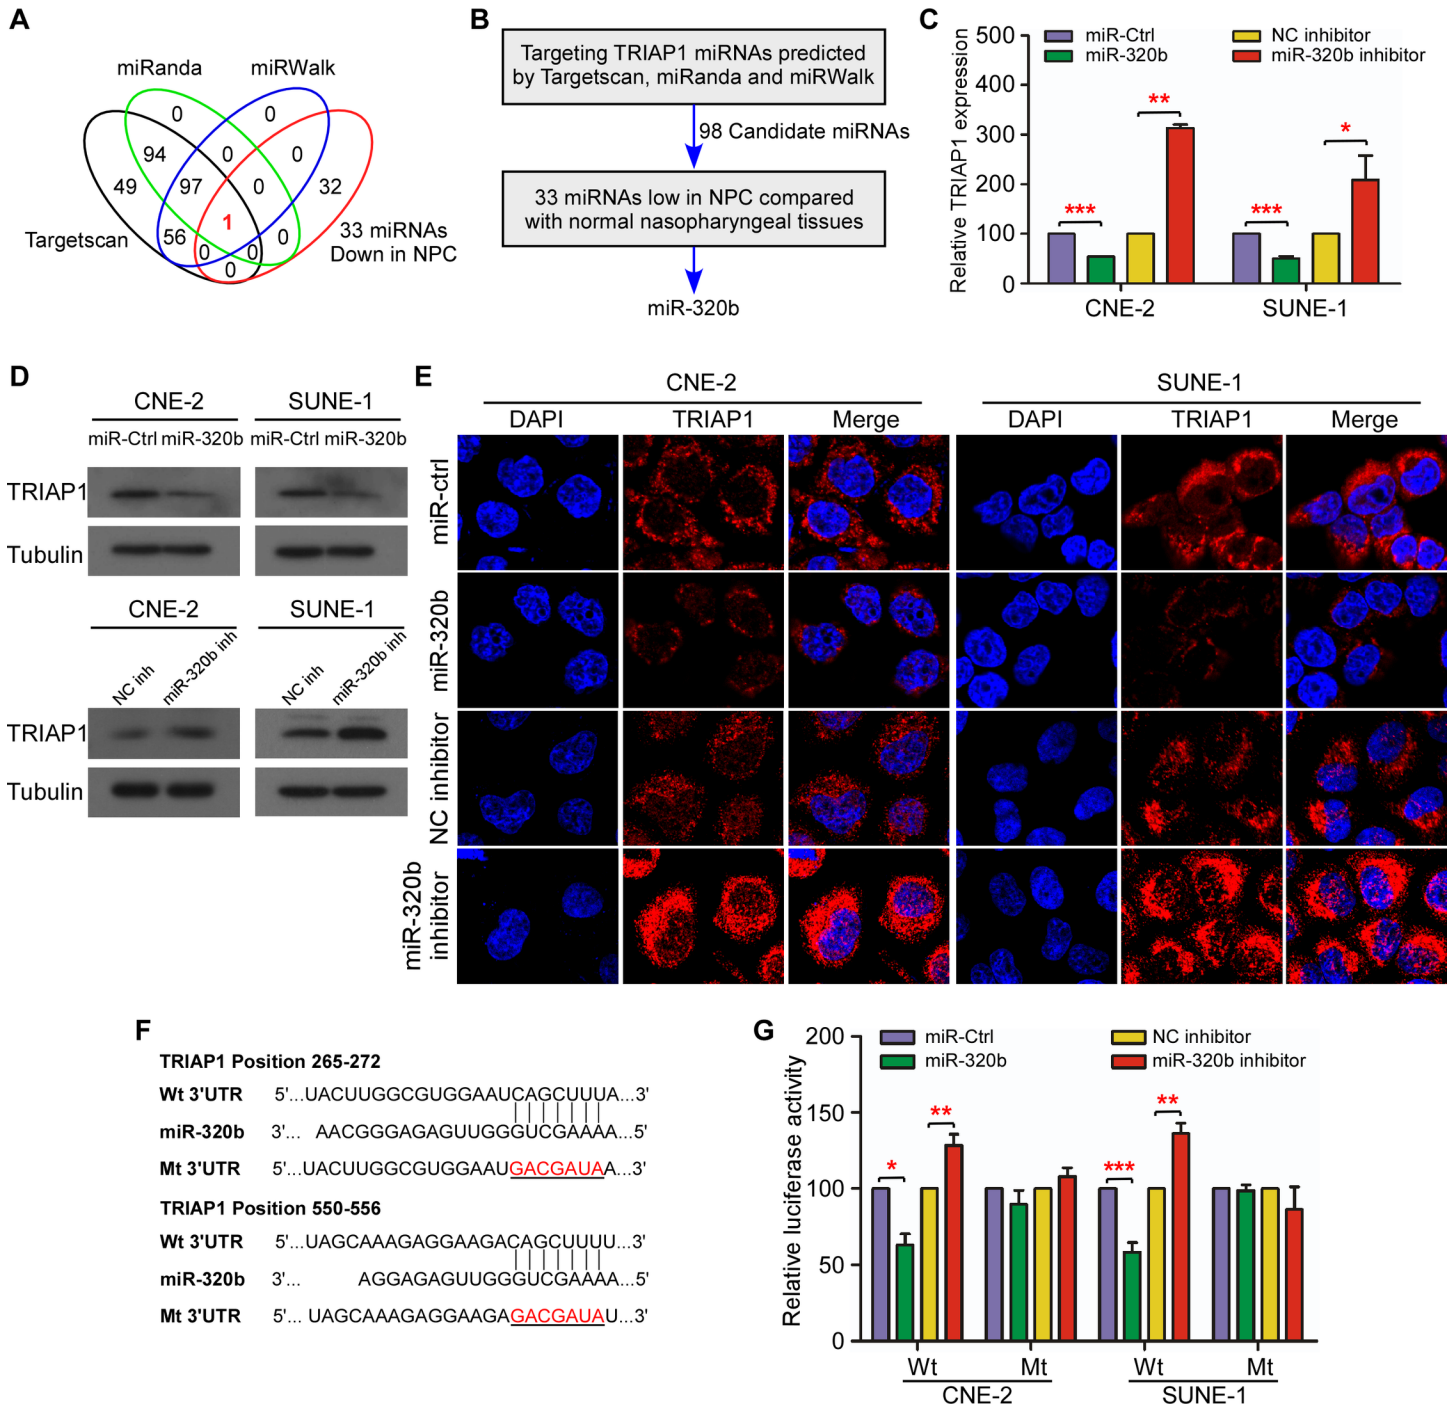 A
miRanda
miRWalk
0
0
94
0
0
49
97
0
32
1
Targetscan
56
0
0
0
0
33 miRNAs
Down in NPC
B
Targeting TRIAP1 miRNAs predicted
by Targetscan, miRanda and miRWalk
98 Candidate miRNAs
33 miRNAs low in NPC compared
with normal nasopharyngeal tissues
miR-320b
C
miR-Ctrl
NC inhibitor
miR-320b
miR-320b inhibitor
Relative TRIAP1 expression
500
400
300
200
100
0
***
**
***
*
CNE-2
SUNE-1
D
CNE-2
SUNE-1
miR-Ctrl miR-320b
miR-Ctrl miR-320b
TRIAP1
Tubulin
CNE-2
SUNE-1
NC inh
miR-320b inh
NC inh
miR-320b inh
TRIAP1
Tubulin
E
CNE-2
SUNE-1
DAPI
TRIAP1
Merge
DAPI
TRIAP1
Merge
miR-ctrl
miR-320b
NC inhibitor
miR-320b
inhibitor
F
TRIAP1 Position 265-272
Wt 3'UTR 5'...UACUUGGCGUGGAAUCAGCUUUA...3'
miR-320b 3'... AACGGGAGAGUUGGGUCGAAAA...5'
Mt 3'UTR 5'...UACUUGGCGUGGAAUGACGAUAA...3'
TRIAP1 Position 550-556
Wt 3'UTR 5'... UAGCAAAGAGGAAGACAGCUUUU...3'
miR-320b 3'... AGGAGAGUUGGGUCGAAAA...5'
Mt 3'UTR 5'... UAGCAAAGAGGAAGAGACGAUAU...3'
G
miR-Ctrl
NC inhibitor
miR-320b
miR-320b inhibitor
Relative luciferase activity
200
150
100
50
0
*
**
***
**
Wt
Mt
Wt
Mt
CNE-2
SUNE-1